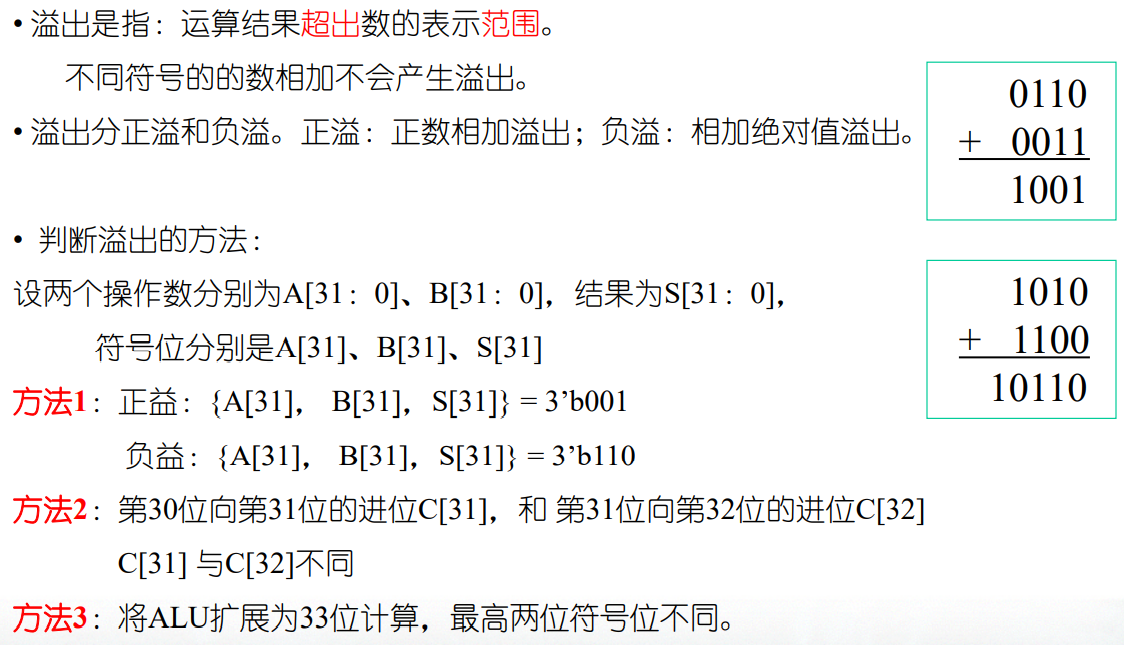 • 溢出是指：运算结果超出数的表示范围。
不同符号的的数相加不会产生溢出。
• 溢出分正溢和负溢。正溢：正数相加溢出；负溢：相加绝对值溢出。
0110
+ 0011
1001
• 判断溢出的方法：
设两个操作数分别为A[31：0]、B[31：0]，结果为S[31：0]，
符号位分别是A[31]、B[31]、S[31]
1010
+ 1100
10110
方法1：正益：{A[31]， B[31]，S[31]} = 3’b001
负益：{A[31]， B[31]，S[31]} = 3’b110
方法2：第30位向第31位的进位C[31]，和 第31位向第32位的进位C[32]
C[31] 与C[32]不同
方法3：将ALU扩展为33位计算，最高两位符号位不同。